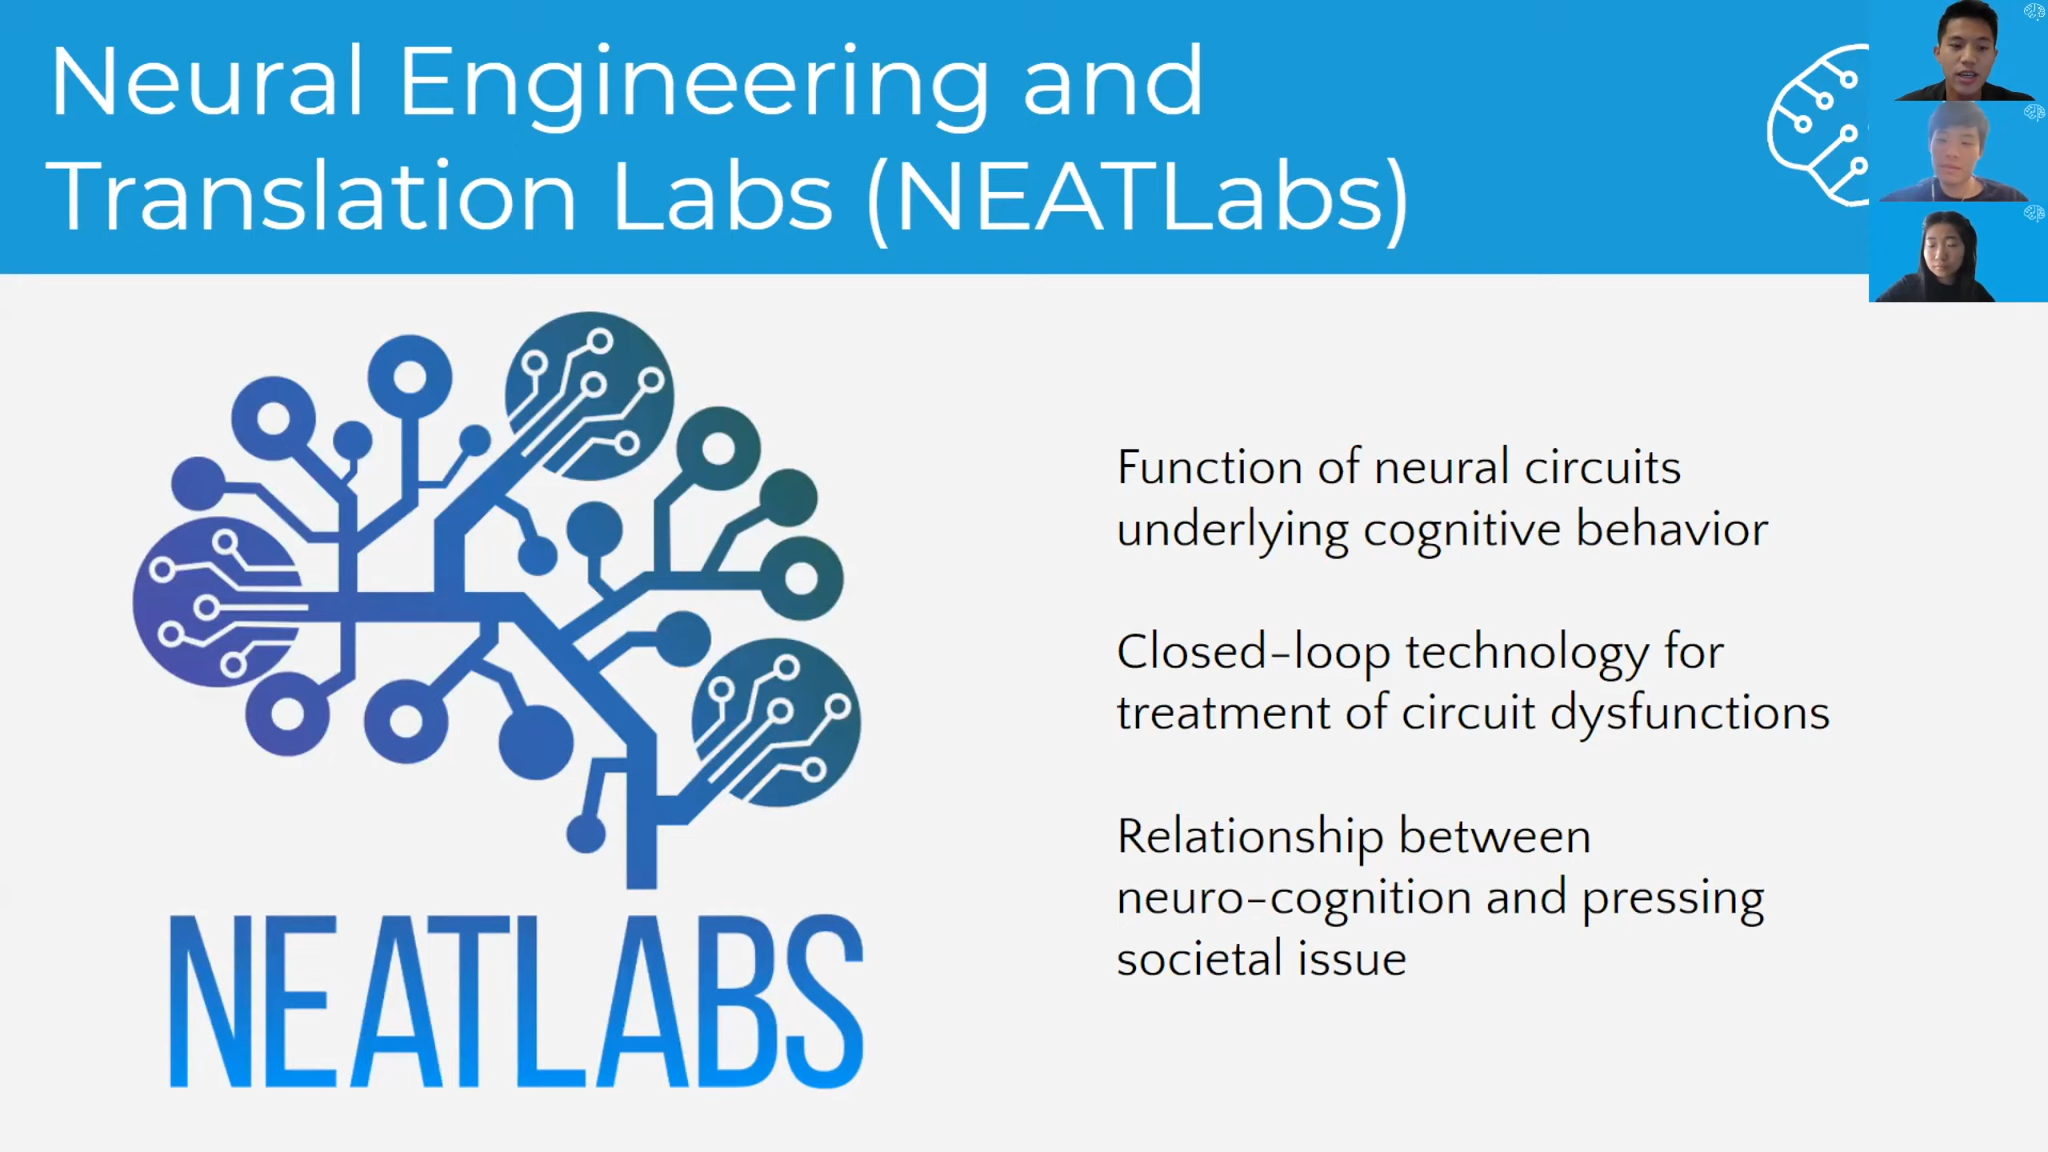 Neural Engineering and
Translation Labs (NEATLabs)
Function of neural circuits
underlying cognitive behavior
Closed-loop technology for
treatment of circuit dysfunctions
Relationship between
neuro-cognition and pressing
societal issue
NEATLABS